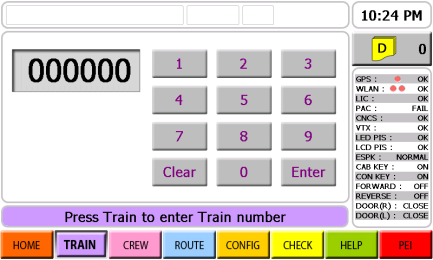 10:24 PM
D 0
000000
1 2 3
4 5 6
7 8 9
Clear 0 Enter
GPS : OK
WLAN : OK
LIC : OK
PAC : FAIL
CNCS : OK
VTX : OK
LED PIS : OK
LCD PIS : OK
ESPK : NORMAL
CAB KEY : ON
CON KEY : ON
FORWARD : OFF
REVERSE : OFF
DOOR(R) : CLOSE
DOOR(L) : CLOSE
Press Train to enter Train number
HOME TRAIN CREW ROUTE CONFIG CHECK HELP PEI